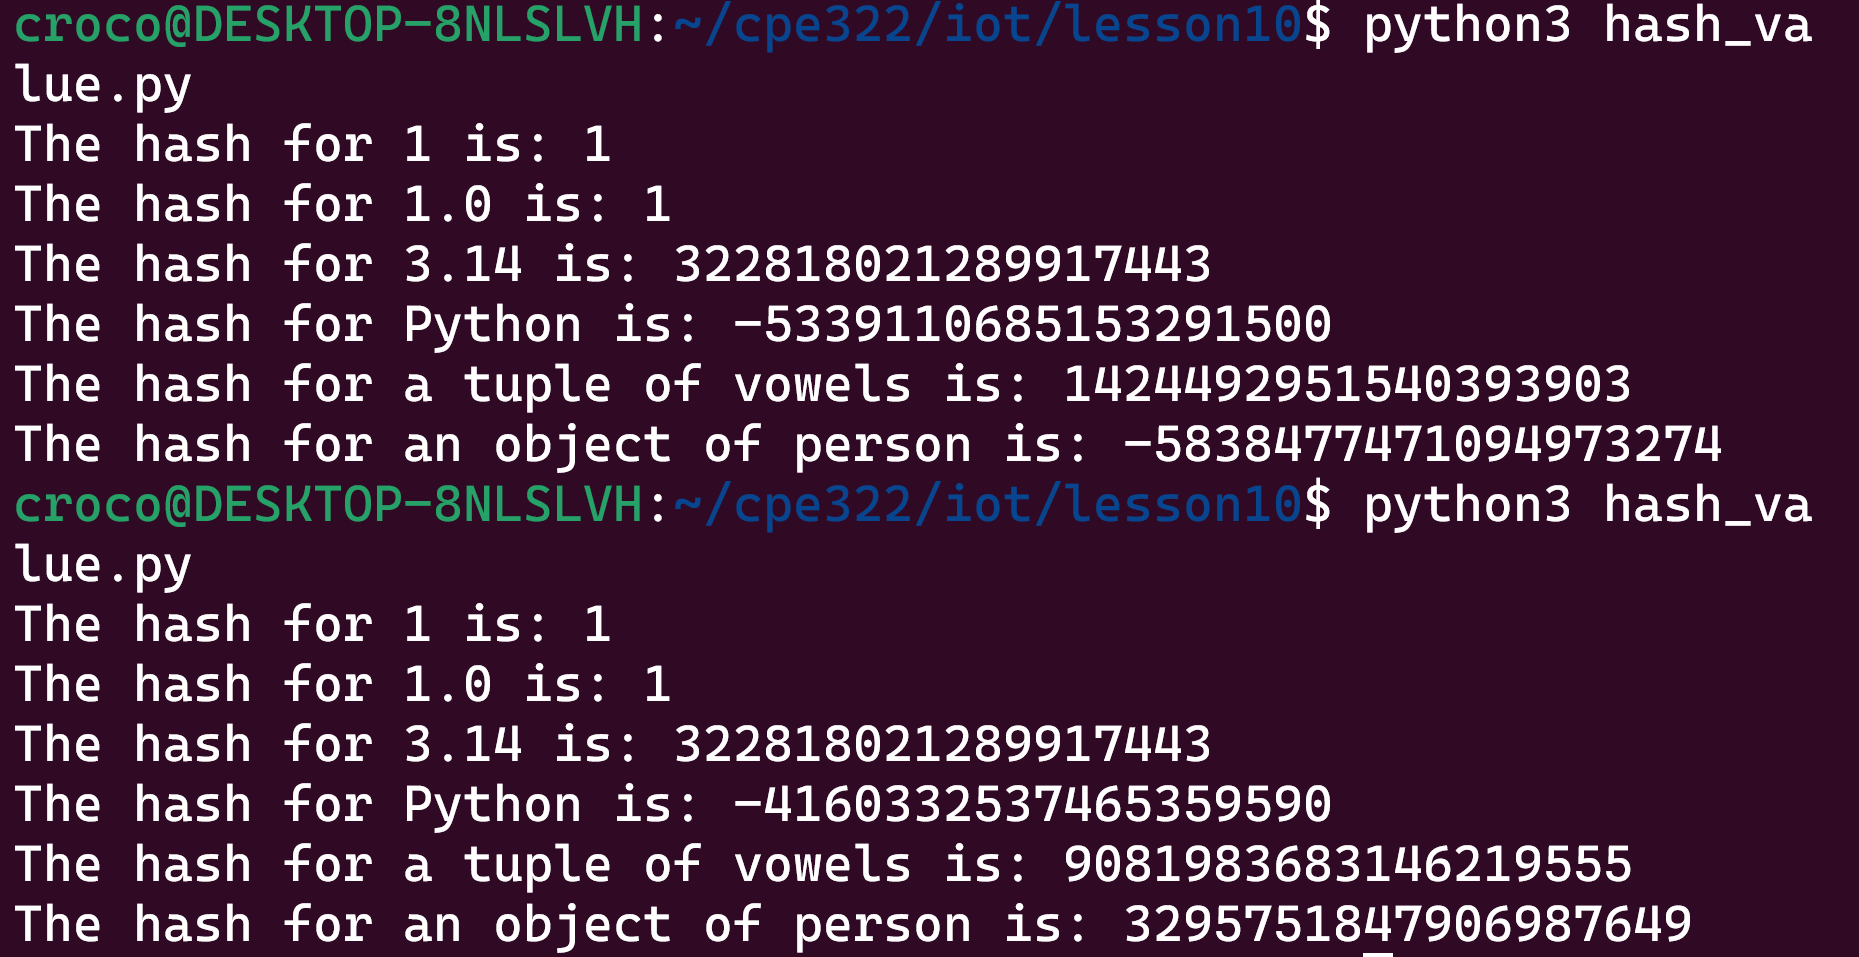 croco@DESKTOP-8NLSLVH:~/cpe322/iot/lesson10$ python3 hash_va
lue.py
The hash for 1 is: 1
The hash for 1.0 is: 1
The hash for 3.14 is: 322818021289917443
The hash for Python is: -5339110685153291500
The hash for a tuple of vowels is: 1424492951540393903
The hash for an object of person is: -5838477471094973274
croco@DESKTOP-8NLSLVH:~/cpe322/iot/lesson10$ python3 hash_va
lue.py
The hash for 1 is: 1
The hash for 1.0 is: 1
The hash for 3.14 is: 322818021289917443
The hash for Python is: -4160332537465359590
The hash for a tuple of vowels is: 9081983683146219555
The hash for an object of person is: 3295751847906987649